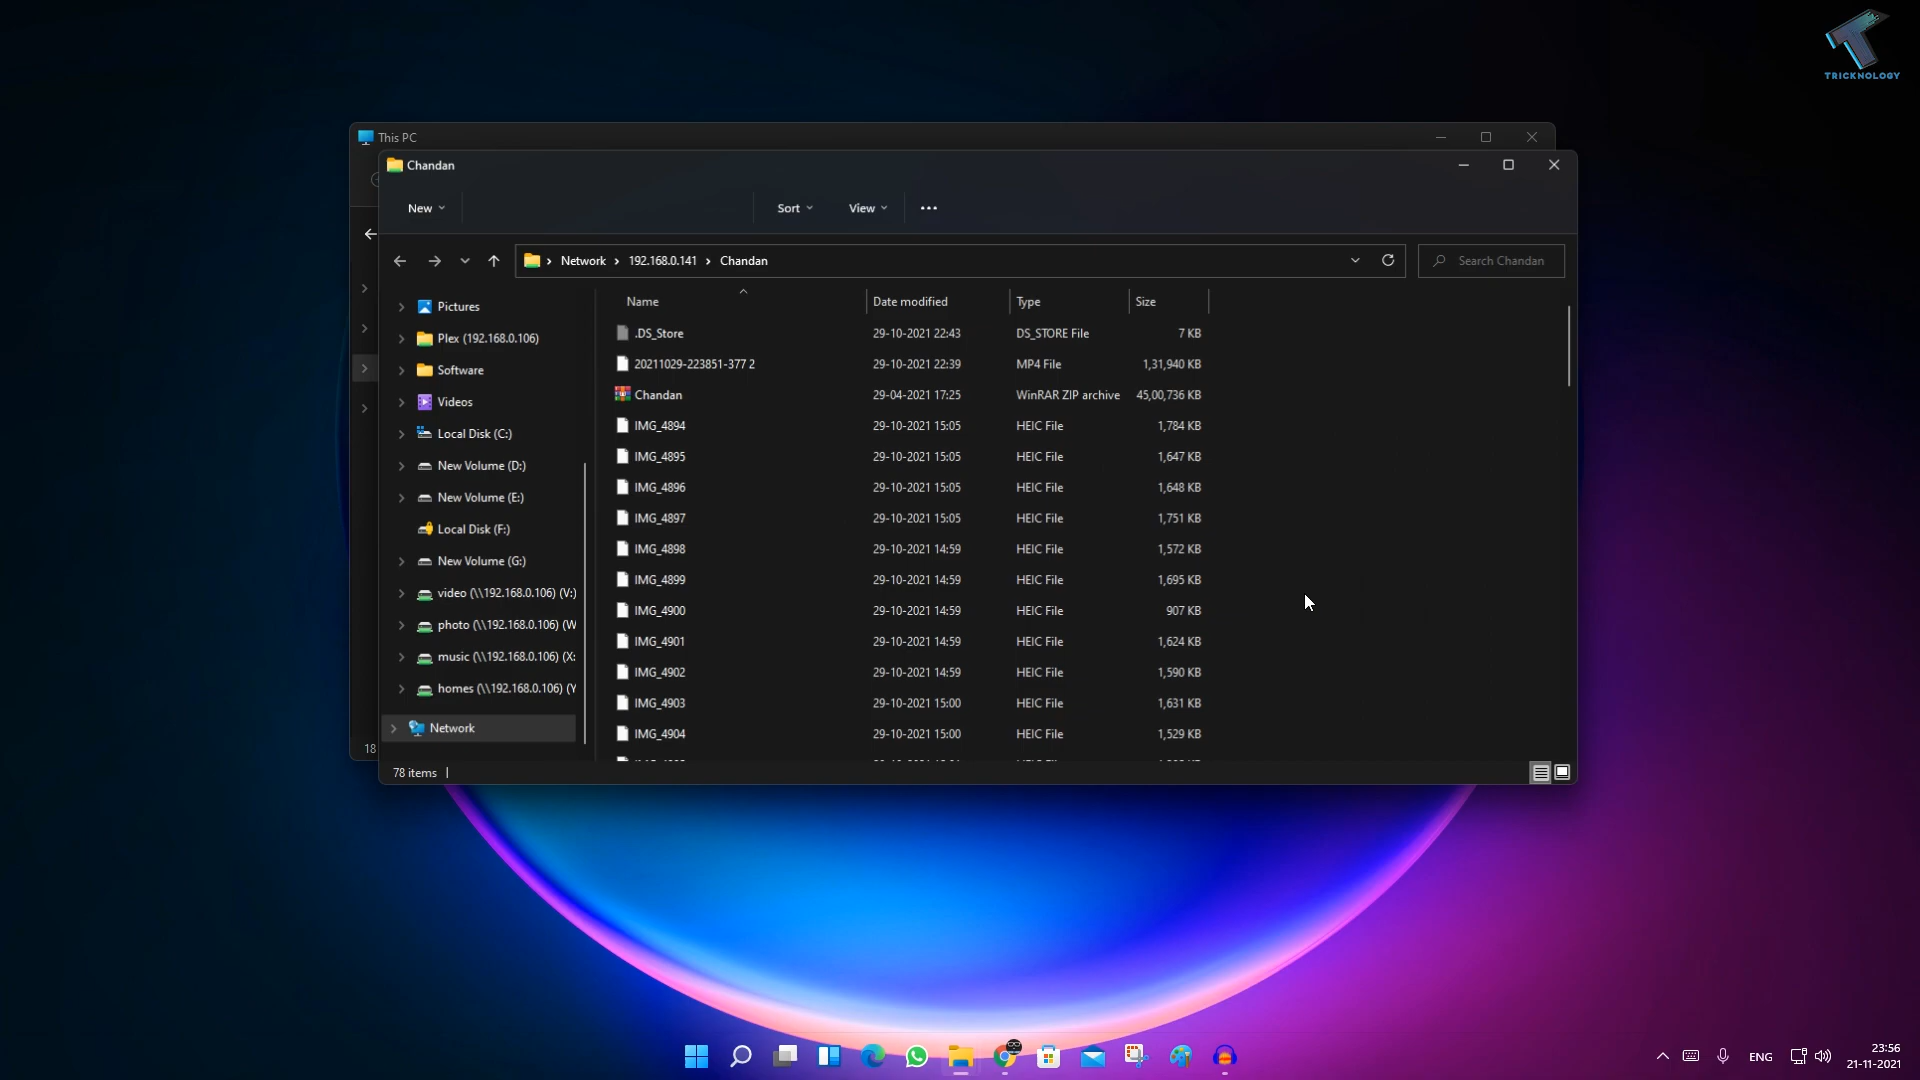 TRICKNOLOGY
This PC
Chandan
New Sort View
Network 192.168.0.141 Chandan Search Chandan
Pictures
Plex (192.168.0.106)
Software
Videos
Local Disk (C:)
New Volume (D:)
New Volume (E:)
Local Disk (F:)
New Volume (G:)
video (\\192.168.0.106) (V:)
photo (\\192.168.0.106) (W
music (\\192.168.0.106) (X:
homes (\\192.168.0.106) (Y
Network
Name Date modified Type Size
.DS_Store 29-10-2021 22:43 DS_STORE File 7 KB
20211029-223851-377 2 29-10-2021 22:39 MP4 File 1,31,940 KB
Chandan 29-04-2021 17:25 WinRAR ZIP archive 45,00,736 KB
IMG_4894 29-10-2021 15:05 HEIC File 1,784 KB
IMG_4895 29-10-2021 15:05 HEIC File 1,647 KB
IMG_4896 29-10-2021 15:05 HEIC File 1,648 KB
IMG_4897 29-10-2021 15:05 HEIC File 1,751 KB
IMG_4898 29-10-2021 14:59 HEIC File 1,572 KB
IMG_4899 29-10-2021 14:59 HEIC File 1,695 KB
IMG_4900 29-10-2021 14:59 HEIC File 907 KB
IMG_4901 29-10-2021 14:59 HEIC File 1,624 KB
IMG_4902 29-10-2021 14:59 HEIC File 1,590 KB
IMG_4903 29-10-2021 15:00 HEIC File 1,631 KB
IMG_4904 29-10-2021 15:00 HEIC File 1,529 KB
18
78 items
ENG
23:56
21-11-2021